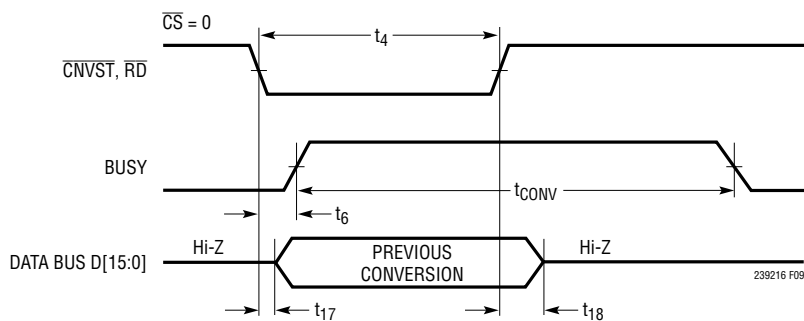 CS = 0
t4
CNVST, RD
BUSY
tCONV
t6
Hi-Z
PREVIOUS
CONVERSION
Hi-Z
DATA BUS D[15:0]
239216 F09
t17
t18